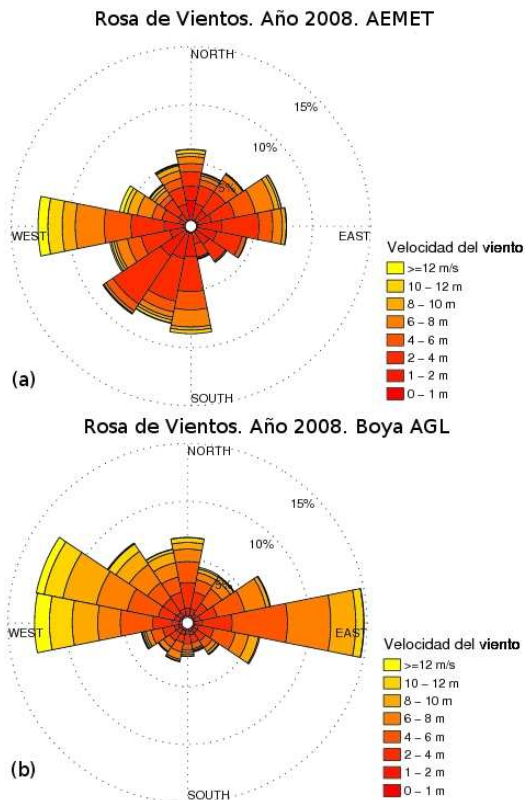 Rosa de Vientos. Año 2008. AEMET
NORTH
15%
10%
5%
WEST
EAST
Velocidad del viento
>=12 m/s
10 – 12 m
8 – 10 m
6 – 8 m
4 – 6 m
2 – 4 m
1 – 2 m
0 – 1 m
(a)
SOUTH
Rosa de Vientos. Año 2008. Boya AGL
NORTH
15%
10%
5%
WEST
EAST
Velocidad del viento
>=12 m/s
10 – 12 m
8 – 10 m
6 – 8 m
4 – 6 m
2 – 4 m
1 – 2 m
0 – 1 m
(b)
SOUTH